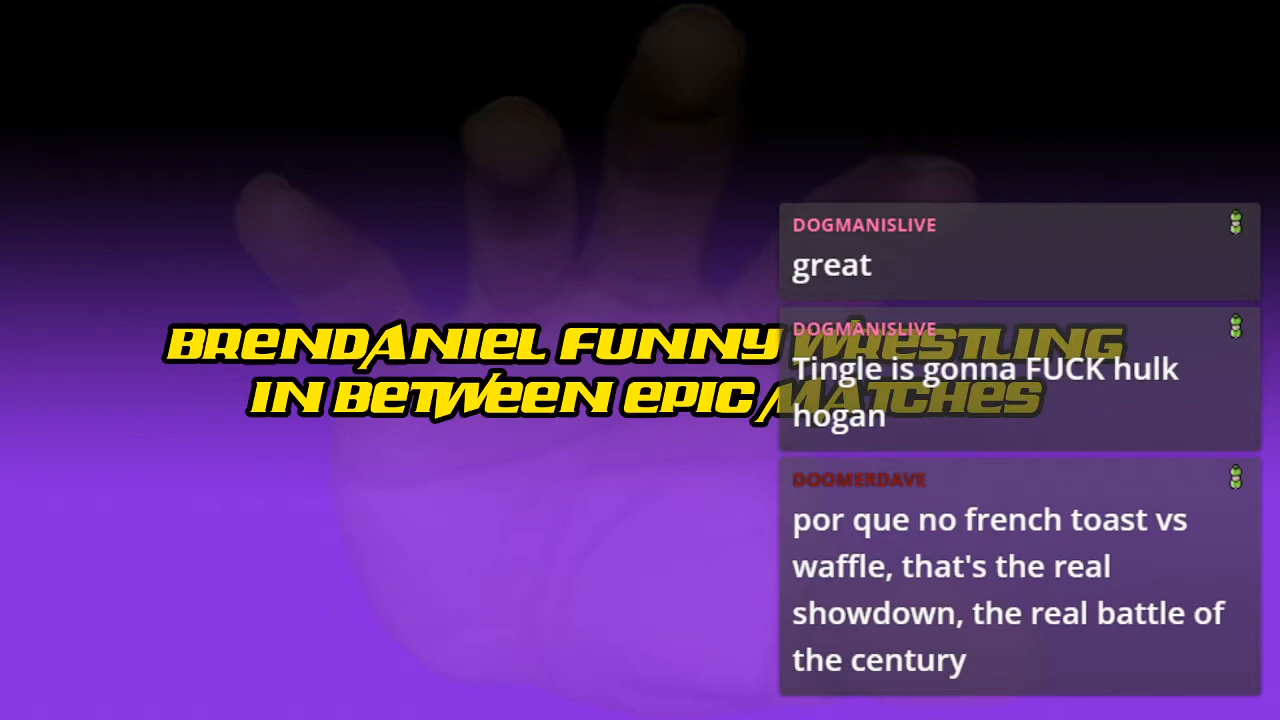 BRENDANIEL FUNNY WRESTLING
IN BETWEEN EPIC MATCHES
DOGMANISLIVE
great
DOGMANISLIVE
Tingle is gonna FUCK hulk
hogan
DOOMERDAVE
por que no french toast vs
waffle, that's the real
showdown, the real battle of
the century